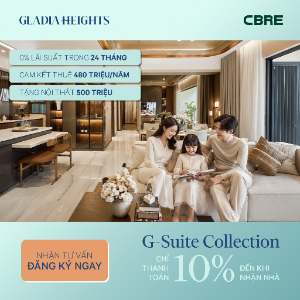 GLADIA HEIGHTS
CBRE
0% LÃI SUẤT TRONG 24 THÁNG
CAM KẾT THUÊ 480 TRIỆU/NĂM
TẶNG NỘI THẤT 500 TRIỆU
G-Suite Collection
CHỈ THANH TOÁN 10% ĐẾN KHI NHẬN NHÀ
NHẬN TƯ VẤN
ĐĂNG KÝ NGAY